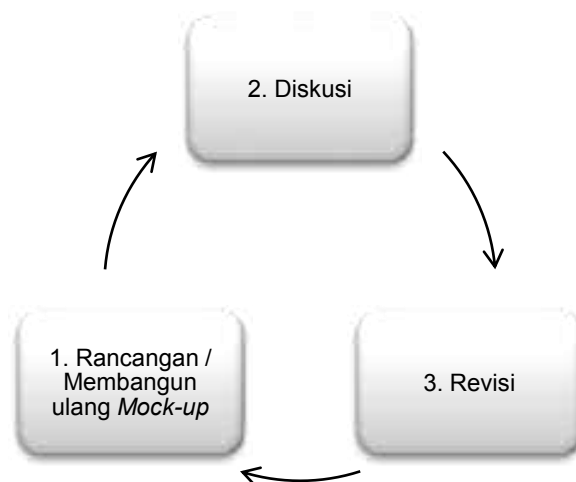 2. Diskusi
1. Rancangan /
Membangun
ulang Mock-up
3. Revisi